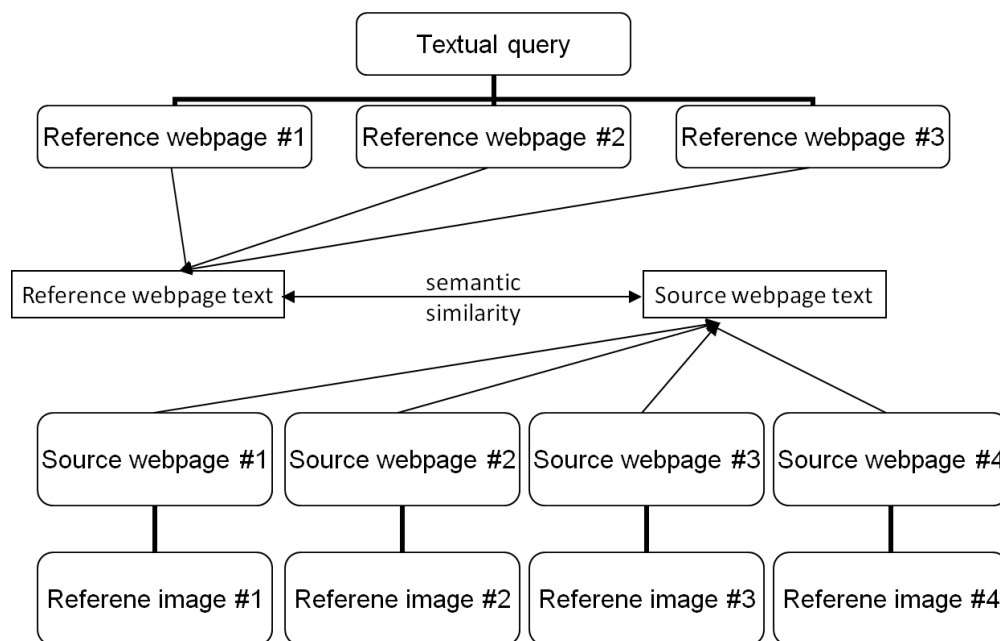 Textual query
Reference webpage #1
Reference webpage #2
Reference webpage #3
Reference webpage text
semantic
similarity
Source webpage text
Source webpage #1
Source webpage #2
Source webpage #3
Source webpage #4
Referene image #1
Referene image #2
Referene image #3
Referene image #4